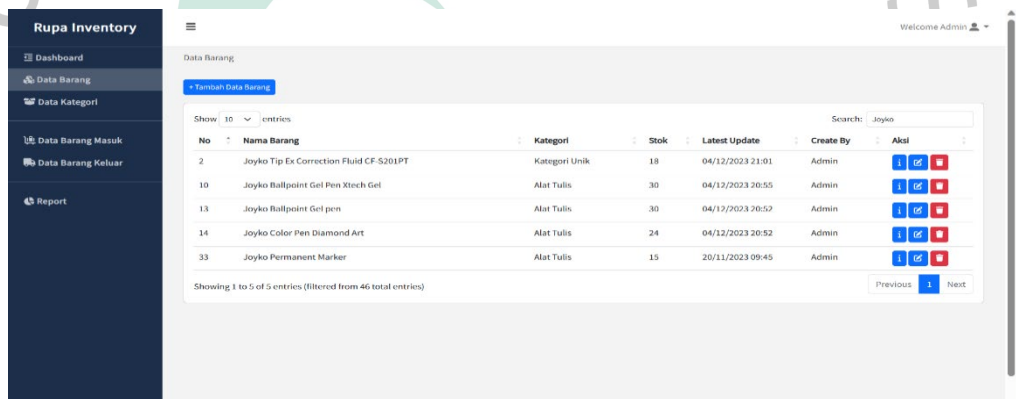 Rupa Inventory
Welcome Admin
Dashboard
Data Barang
Data Kategori
Data Barang Masuk
Data Barang Keluar
Report
Data Barang
+ Tambah Data Barang
Show 10 entries
Search: Joyko
No Nama Barang Kategori Stok Latest Update Create By Aksi
2 Joyko Tip Ex Correction Fluid CF-S201PT Kategori Unik 18 04/12/2023 21:01 Admin
10 Joyko Ballpoint Gel Pen Xtech Gel Alat Tulis 30 04/12/2023 20:55 Admin
13 Joyko Ballpoint Gel pen Alat Tulis 30 04/12/2023 20:52 Admin
14 Joyko Color Pen Diamond Art Alat Tulis 24 04/12/2023 20:52 Admin
33 Joyko Permanent Marker Alat Tulis 15 20/11/2023 09:45 Admin
Showing 1 to 5 of 5 entries (filtered from 46 total entries)
Previous 1 Next